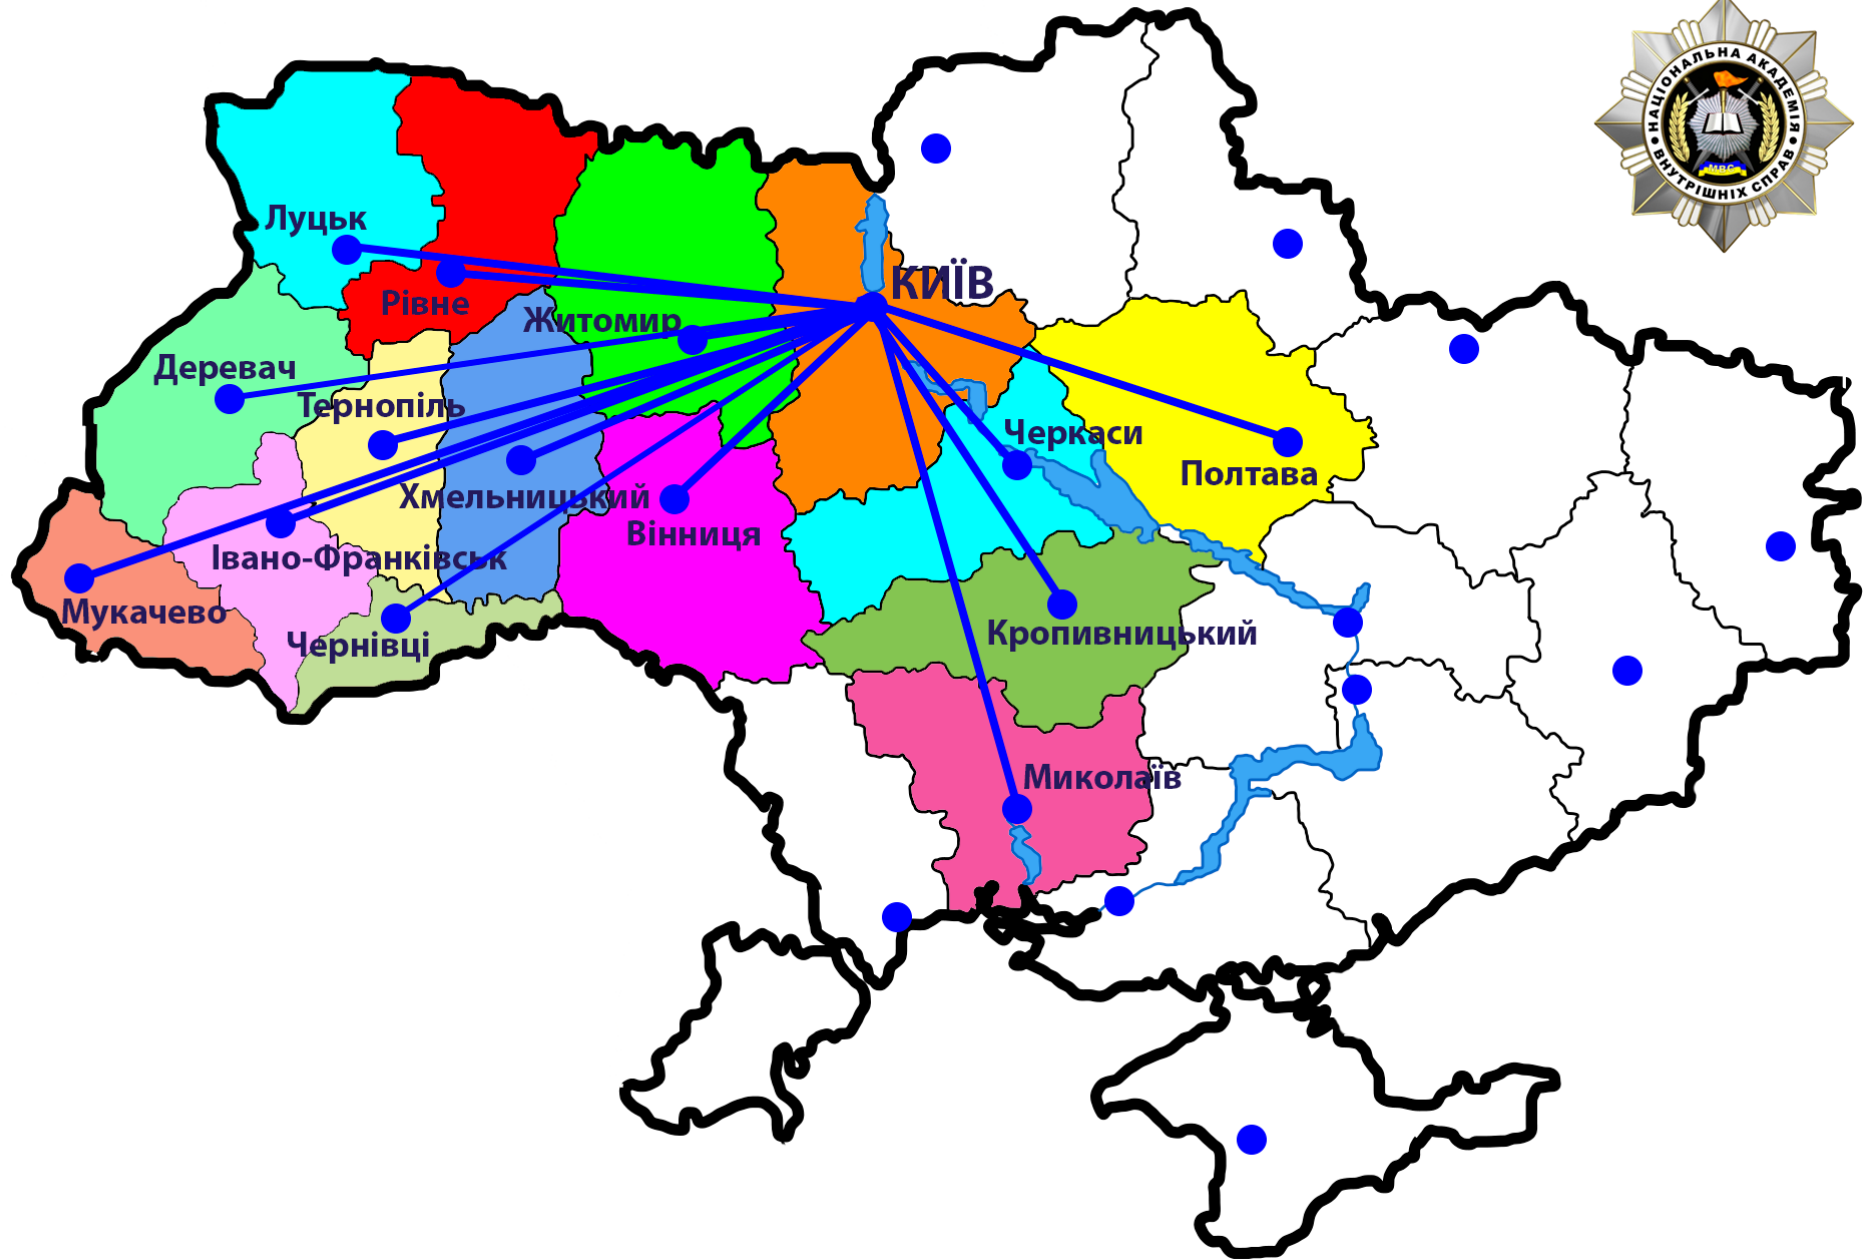 НАЦІОНАЛЬНА АКАДЕМІЯ
ВНУТРІШНІХ СПРАВ
МВС
Луцьк
КИЇВ
Рівне
Житомир
Деревач
Тернопіль
Черкаси
Полтава
Хмельницький
Вінниця
Івано-Франківськ
Мукачево
Кропивницький
Чернівці
Миколаїв